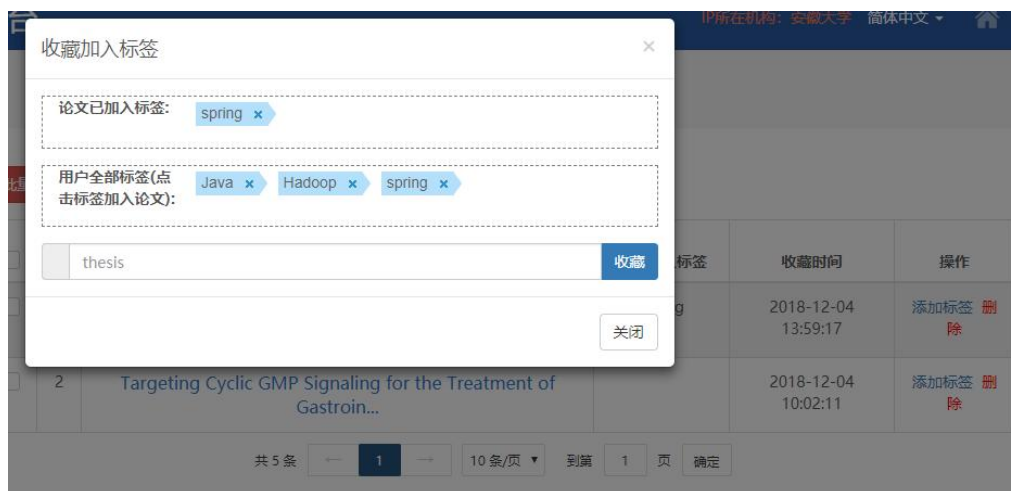 台
IP所在机构：安徽大学 简体中文
收藏加入标签 ×
论文已加入标签: spring ×
用户全部标签(点
击标签加入论文): Java × Hadoop × spring ×
thesis 收藏
标签 收藏时间 操作
关闭
g 2018-12-04
13:59:17 添加标签 删
除
2 Targeting Cyclic GMP Signaling for the Treatment of
Gastroin... 2018-12-04
10:02:11 添加标签 删
除
共 5 条 ← 1 → 10 条/页 ▼ 到第 1 页 确定